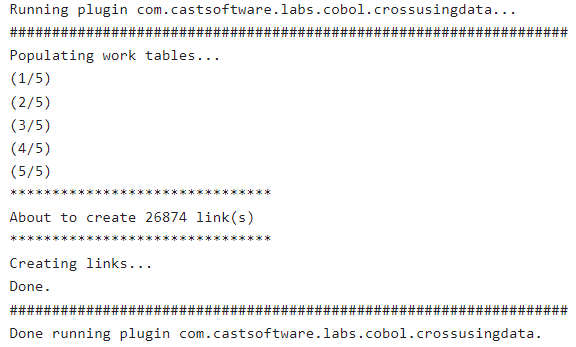 Running plugin com.castsoftware.labs.cobol.crossusingdata...
##################################################################
Populating work tables...
(1/5)
(2/5)
(3/5)
(4/5)
(5/5)
*******************************
About to create 26874 link(s)
*******************************
Creating links...
Done.
##################################################################
Done running plugin com.castsoftware.labs.cobol.crossusingdata.